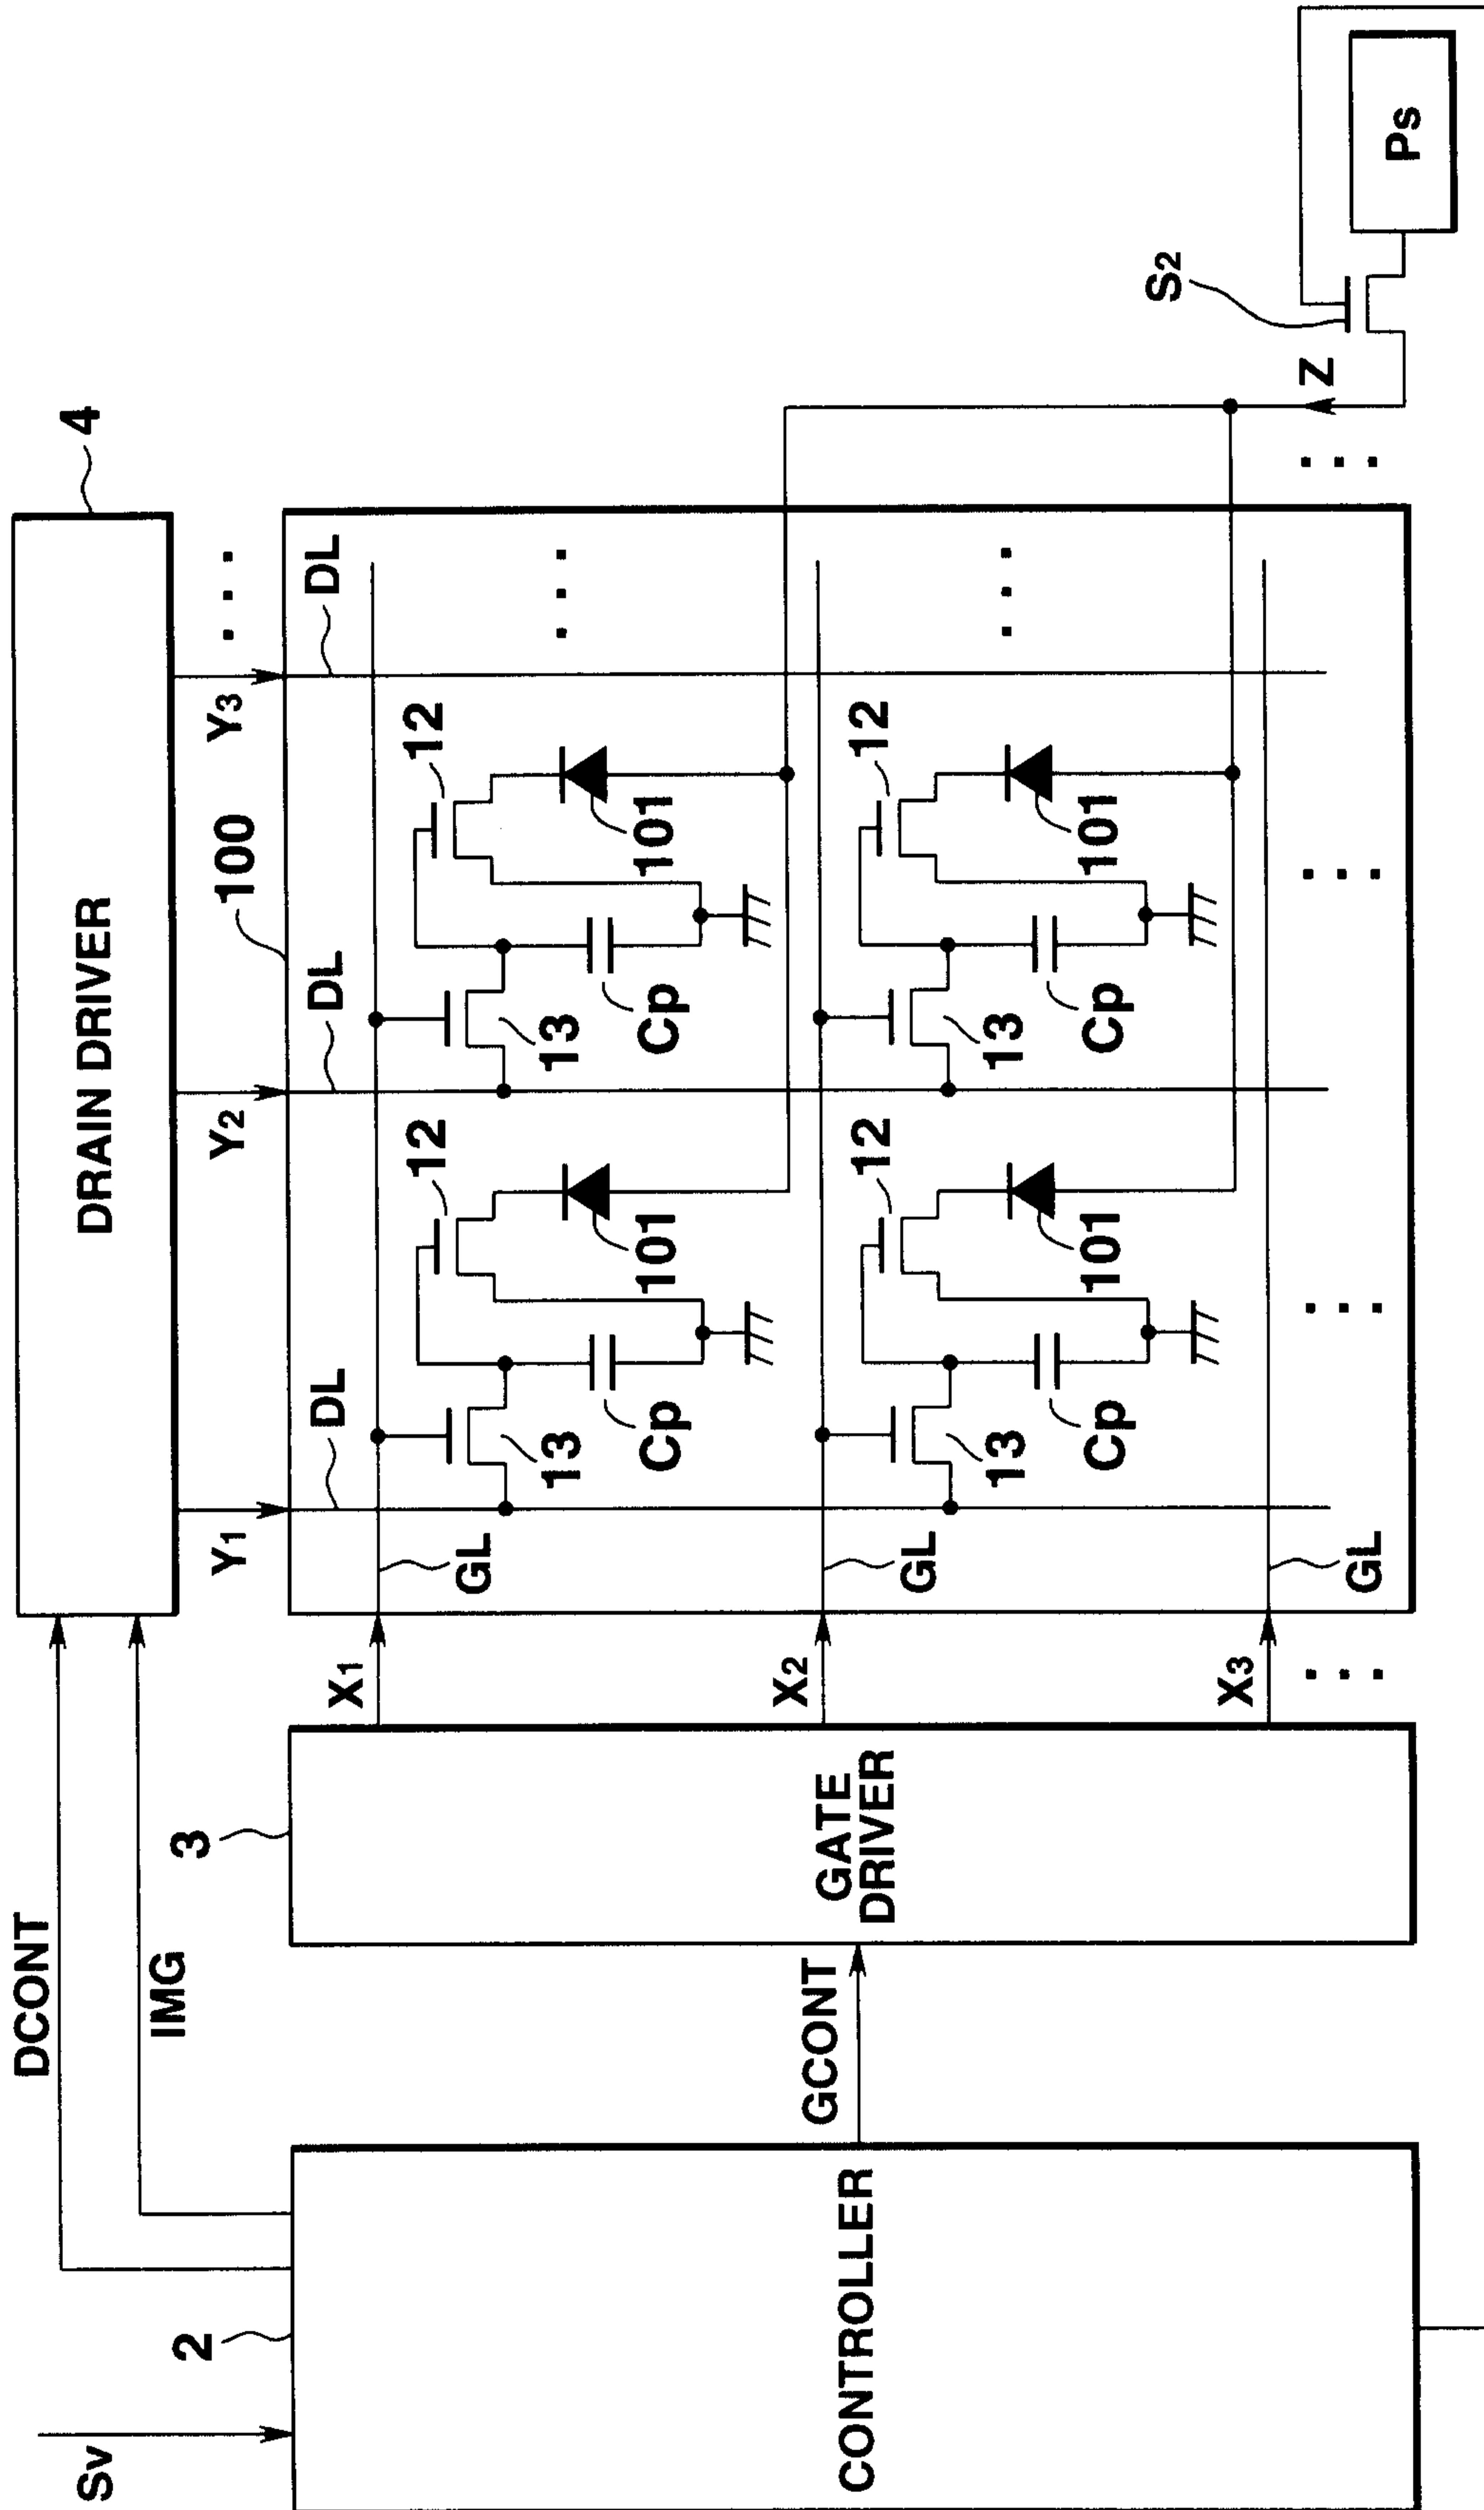 DRAIN DRIVER
4
DCONT
IMG
Sv
2
3
100
Y1
Y2
Y3
DL
DL
DL
X1
GL
13
12
13
12
Cp
101
Cp
101
CONTROLLER
GCONT
GATE
DRIVER
X2
GL
13
12
13
12
Cp
101
Cp
101
X3
GL
Z
S2
Ps